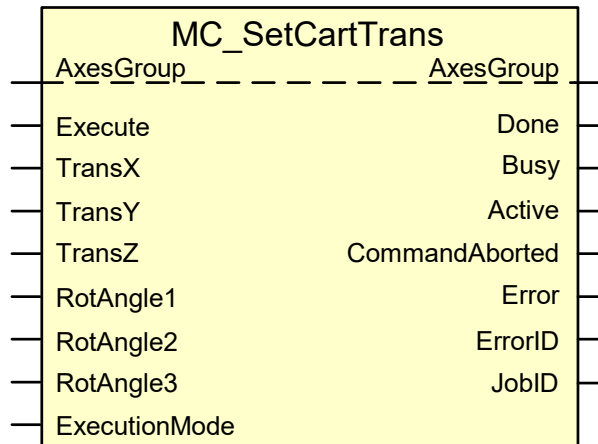 MC_SetCartTrans
AxesGroup AxesGroup
Execute Done
TransX Busy
TransY Active
TransZ CommandAborted
RotAngle1 Error
RotAngle2 ErrorID
RotAngle3 JobID
ExecutionMode